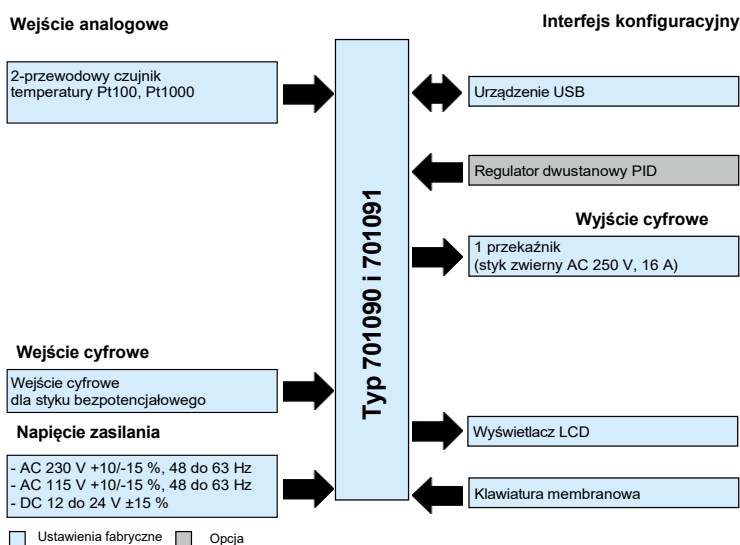 Wejście analogowe
2-przewodowy czujnik
temperatury Pt100, Pt1000
Wejście cyfrowe
Wejście cyfrowe
dla styku bezpotencjałowego
Napięcie zasilania
- AC 230 V +10/-15 %, 48 do 63 Hz
- AC 115 V +10/-15 %, 48 do 63 Hz
- DC 12 do 24 V ±15 %
Typ 701090 i 701091
Interfejs konfiguracyjny
Urządzenie USB
Regulator dwustanowy PID
Wyjście cyfrowe
1 przekaźnik
(styk zwierny AC 250 V, 16 A)
Wyświetlacz LCD
Klawiatura membranowa
Ustawienia fabryczne
Opcja